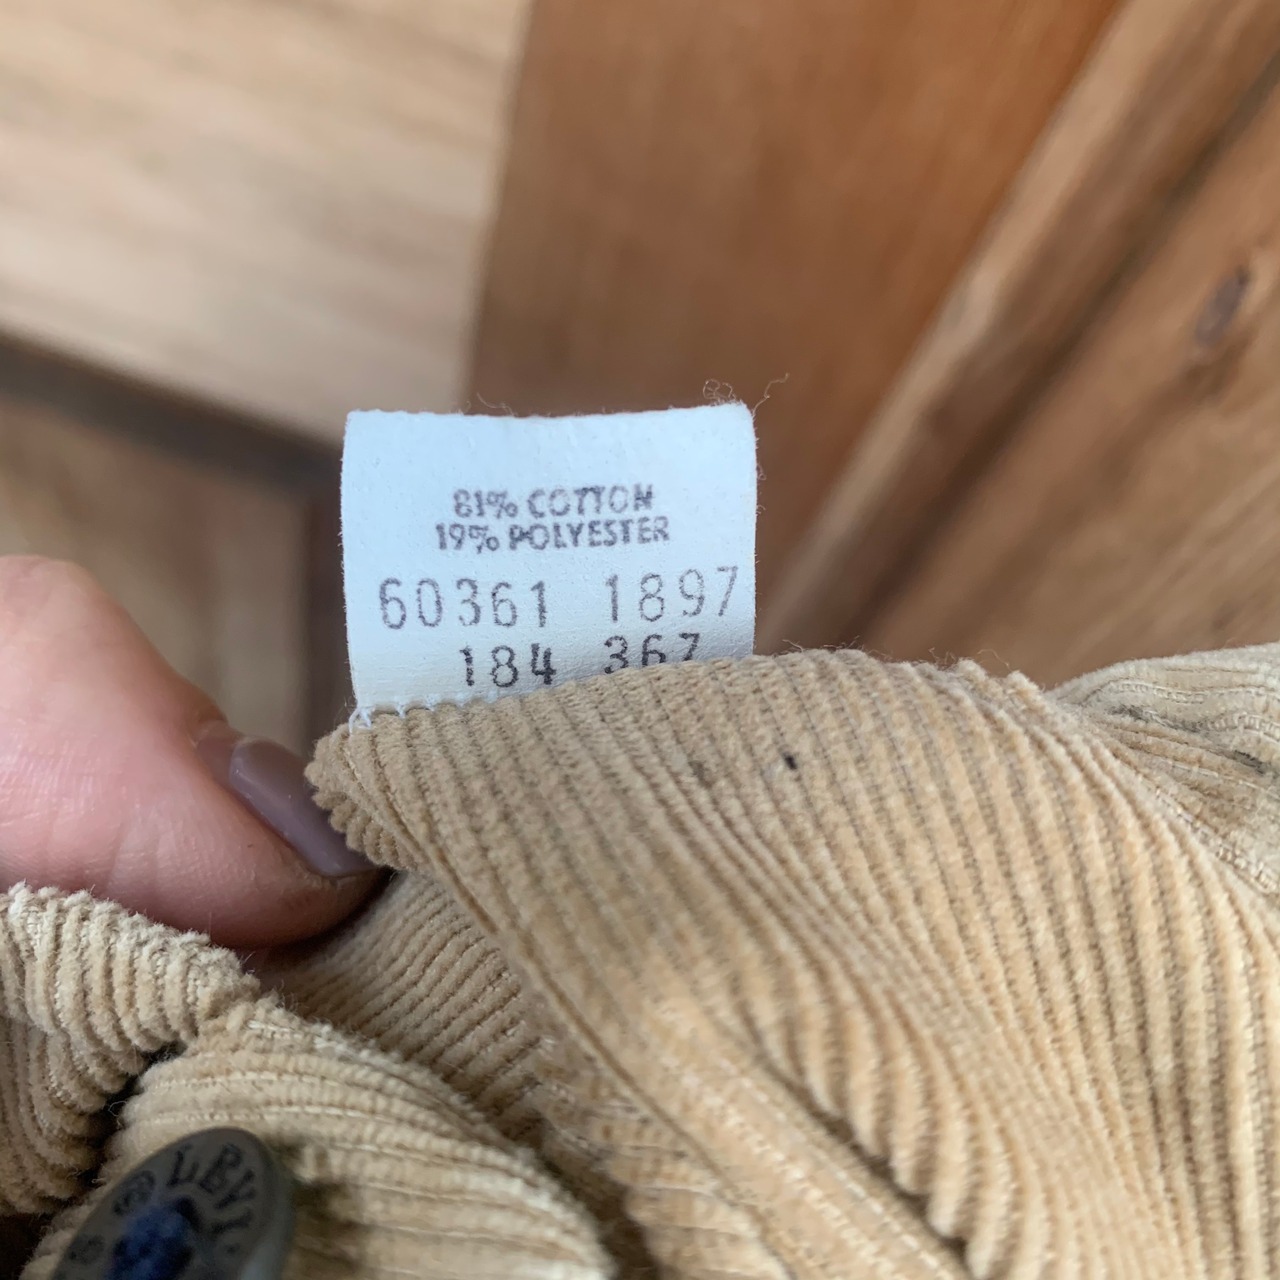 81% COTTON
19% POLYESTER
60361 1897
184 367